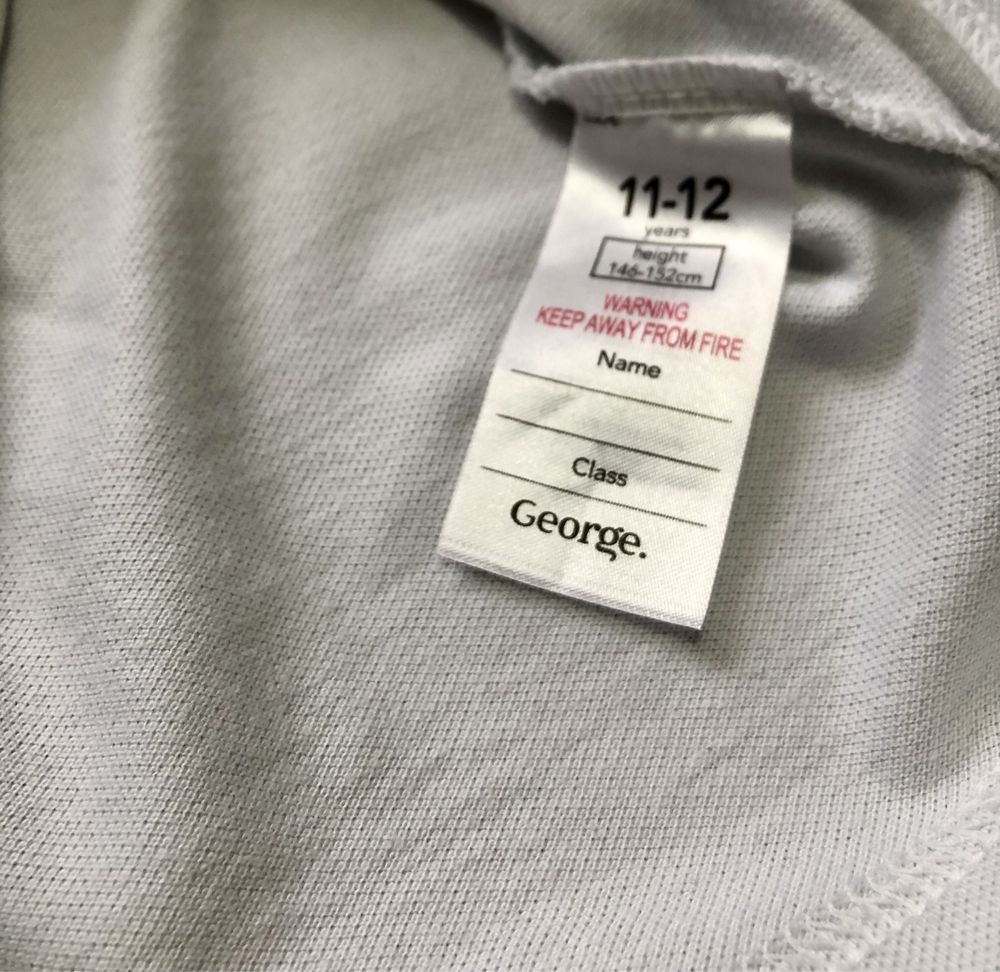 11-12
years
height
146-152cm
WARNING
KEEP AWAY FROM FIRE
Name
Class
George.